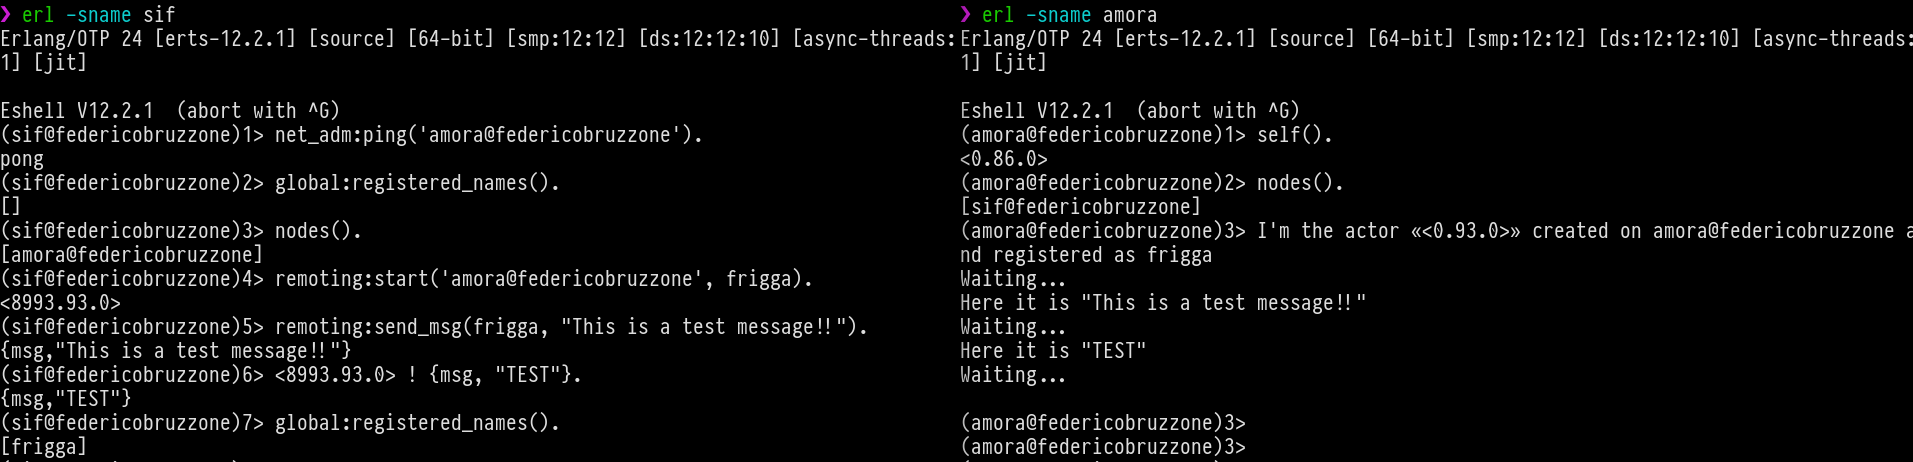 ❯ erl -sname sif
Erlang/OTP 24 [erts-12.2.1] [source] [64-bit] [smp:12:12] [ds:12:12:10] [async-threads:
1] [jit]
Eshell V12.2.1  (abort with ^G)
(sif@federicobruzzone)1> net_adm:ping('amora@federicobruzzone').
pong
(sif@federicobruzzone)2> global:registered_names().
[]
(sif@federicobruzzone)3> nodes().
[amora@federicobruzzone]
(sif@federicobruzzone)4> remoting:start('amora@federicobruzzone', frigga).
<8993.93.0>
(sif@federicobruzzone)5> remoting:send_msg(frigga, "This is a test message!!").
{msg,"This is a test message!!"}
(sif@federicobruzzone)6> <8993.93.0> ! {msg, "TEST"}.
{msg,"TEST"}
(sif@federicobruzzone)7> global:registered_names().
[frigga]
❯ erl -sname amora
Erlang/OTP 24 [erts-12.2.1] [source] [64-bit] [smp:12:12] [ds:12:12:10] [async-threads:
1] [jit]
Eshell V12.2.1  (abort with ^G)
(amora@federicobruzzone)1> self().
<0.86.0>
(amora@federicobruzzone)2> nodes().
[sif@federicobruzzone]
(amora@federicobruzzone)3> I'm the actor «<0.93.0>» created on amora@federicobruzzone a
nd registered as frigga
Waiting...
Here it is "This is a test message!!"
Waiting...
Here it is "TEST"
Waiting...
(amora@federicobruzzone)3>
(amora@federicobruzzone)3>